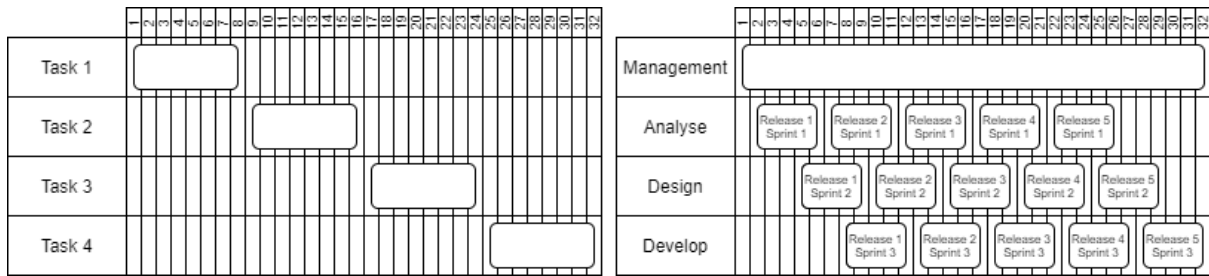 1 2 3 4 5 6 7 8 9 10 11 12 13 14 15 16 17 18 19 20 21 22 23 24 25 26 27 28 29 30 31 32
Task 1
Task 2
Task 3
Task 4
1 2 3 4 5 6 7 8 9 10 11 12 13 14 15 16 17 18 19 20 21 22 23 24 25 26 27 28 29 30 31 32
Management
Analyse
Release 1
Sprint 1
Release 2
Sprint 1
Release 3
Sprint 1
Release 4
Sprint 1
Release 5
Sprint 1
Design
Release 1
Sprint 2
Release 2
Sprint 2
Release 3
Sprint 2
Release 4
Sprint 2
Release 5
Sprint 2
Develop
Release 1
Sprint 3
Release 2
Sprint 3
Release 3
Sprint 3
Release 4
Sprint 3
Release 5
Sprint 3